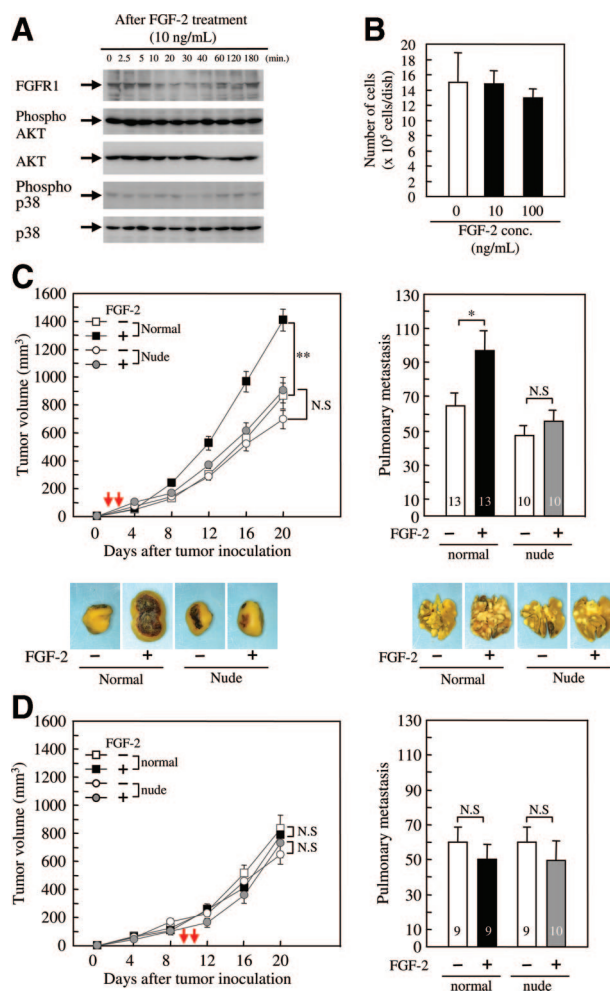 A
After FGF-2 treatment
(10 ng/mL)
0 2.5 5 10 20 30 40 60 120 180 (min.)
FGFR1
Phospho
AKT
AKT
Phospho
p38
p38
B
Number of cells
(x 10⁵ cells/dish)
20
18
16
14
12
10
8
6
4
2
0
0 10 100
FGF-2 conc.
(ng/mL)
C
Tumor volume (mm³)
1600
1400
1200
1000
800
600
400
200
0
FGF-2
− Normal
+
− Nude
+
**
N.S
0 4 8 12 16 20
Days after tumor inoculation
Pulmonary metastasis
130
110
90
70
50
30
10
*
N.S
13 13 10 10
FGF-2 − + − +
normal nude
FGF-2 − + − +
Normal Nude
FGF-2 − + − +
Normal Nude
D
Tumor volume (mm³)
1600
1400
1200
1000
800
600
400
200
0
FGF-2
− normal
+
− nude
+
N.S
N.S
0 4 8 12 16 20
Days after tumor inoculation
Pulmonary metastasis
130
110
90
70
50
30
10
N.S N.S
9 9 9 10
FGF-2 − + − +
normal nude